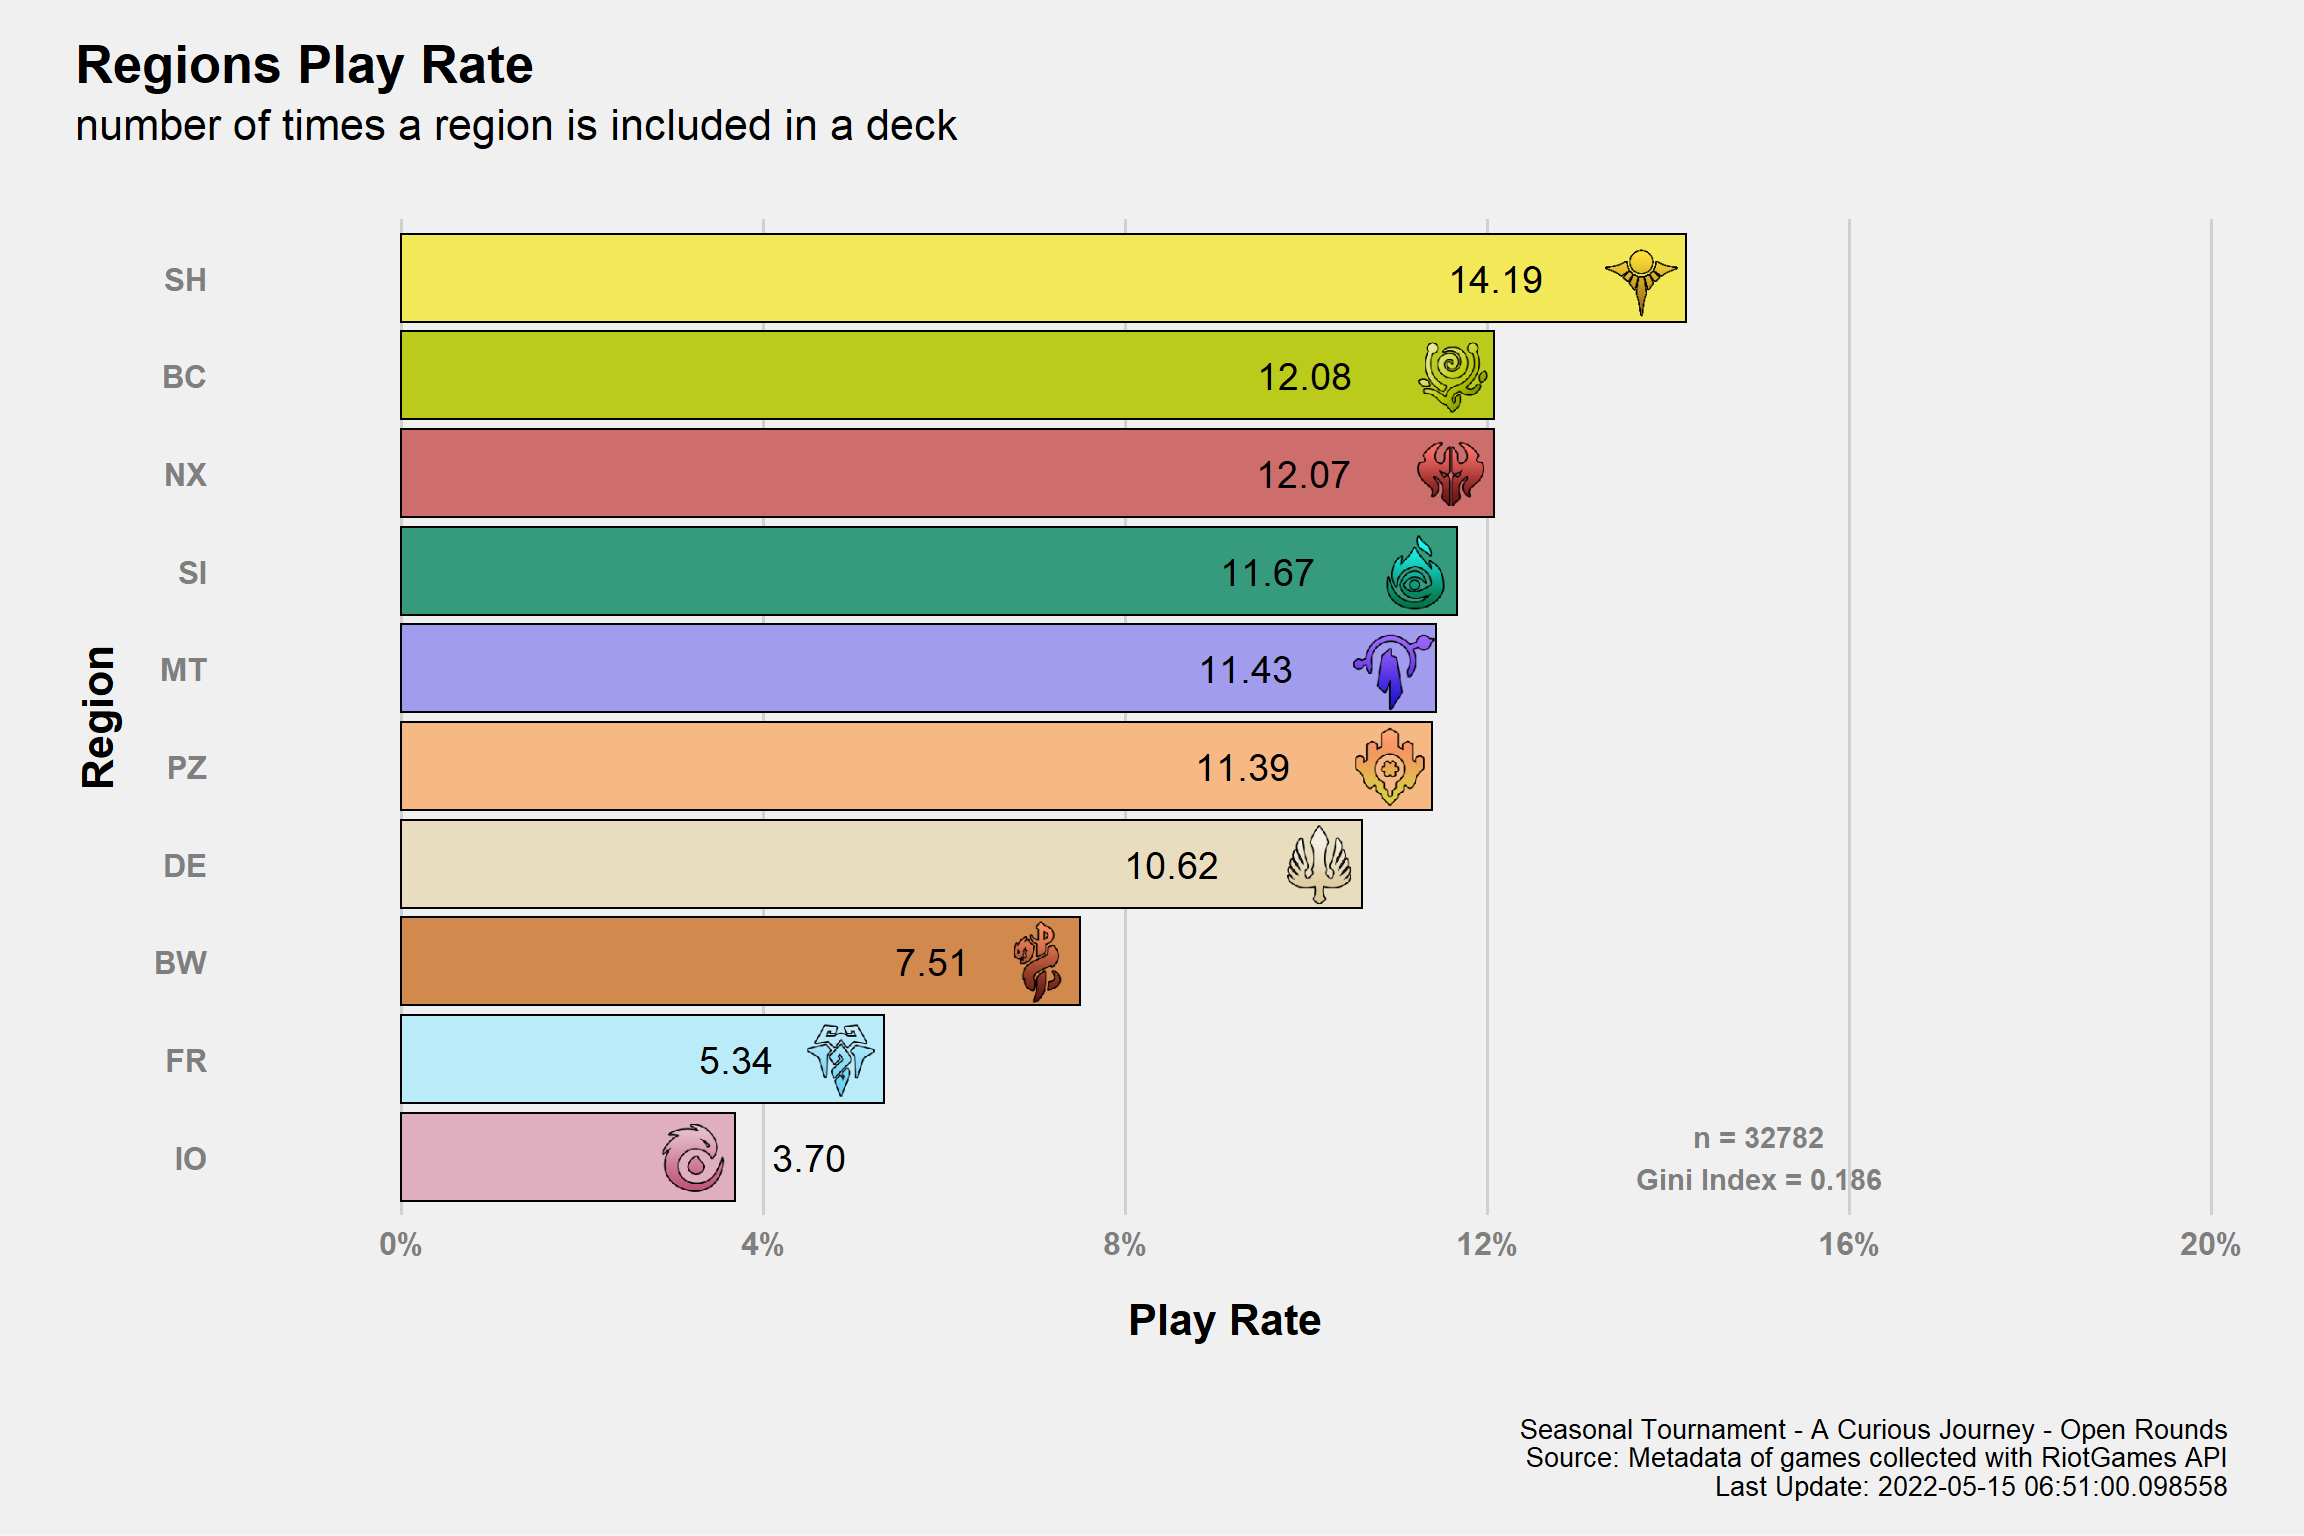 Regions Play Rate
number of times a region is included in a deck
SH 14.19
BC 12.08
NX 12.07
SI 11.67
MT 11.43
PZ 11.39
DE 10.62
BW 7.51
FR 5.34
IO 3.70
Region
n = 32782
Gini Index = 0.186
0% 4% 8% 12% 16% 20%
Play Rate
Seasonal Tournament - A Curious Journey - Open Rounds
Source: Metadata of games collected with RiotGames API
Last Update: 2022-05-15 06:51:00.098558